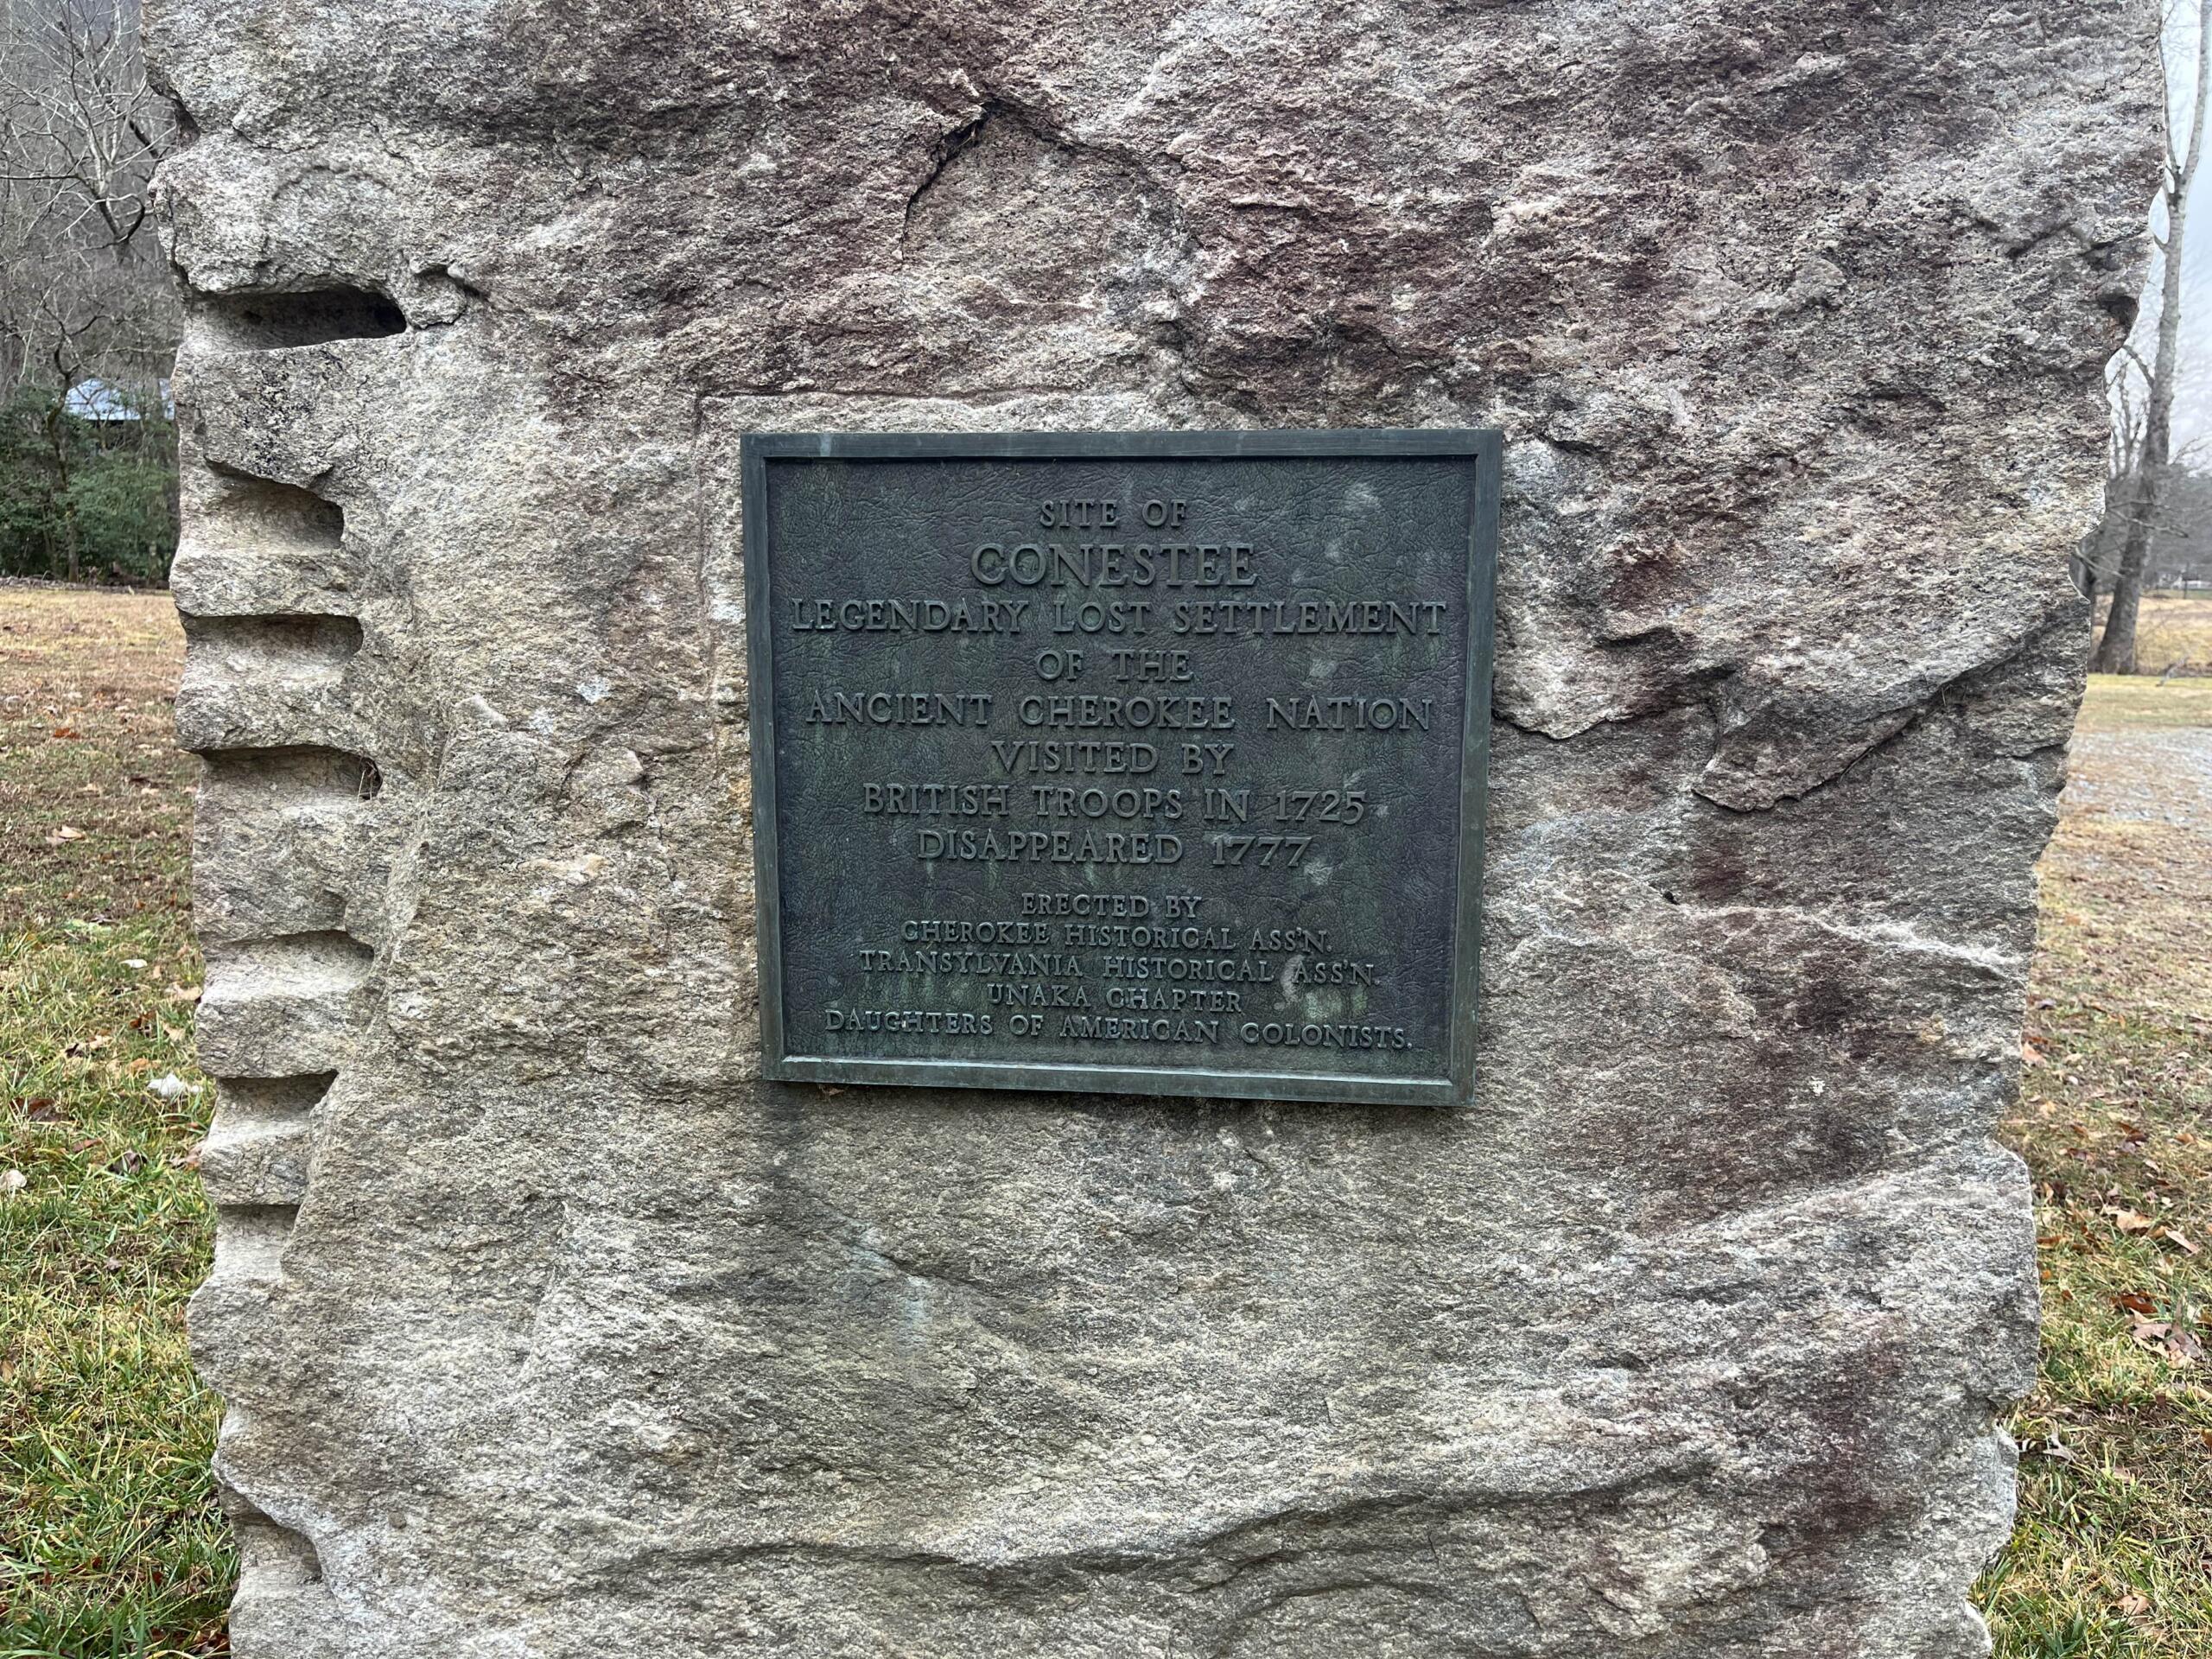 SITE OF
CONESTEE
LEGENDARY LOST SETTLEMENT
OF THE
ANCIENT CHEROKEE NATION
VISITED BY
BRITISH TROOPS IN 1725
DISAPPEARED 1777
ERECTED BY
CHEROKEE HISTORICAL ASS'N.
TRANSYLVANIA HISTORICAL ASS'N.
UNAKA CHAPTER
DAUGHTERS OF AMERICAN COLONISTS.